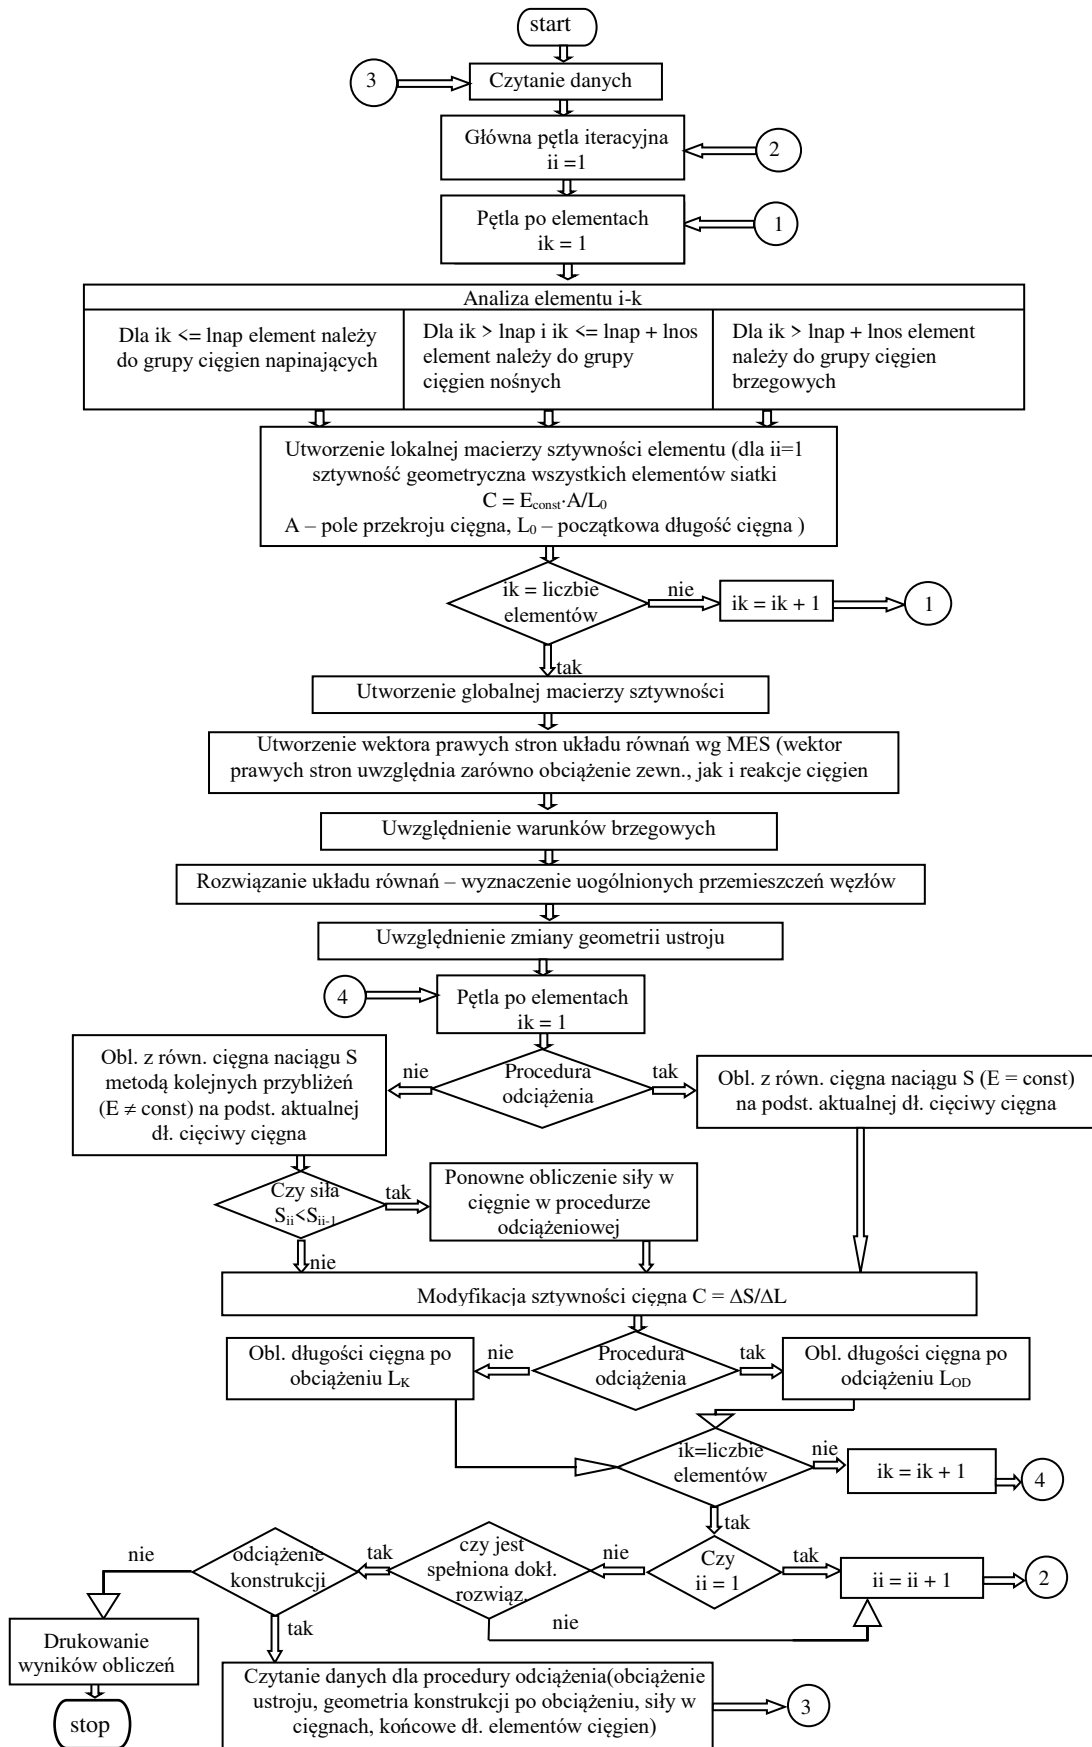 start
3
Czytanie danych
Główna pętla iteracyjna
ii =1
2
Pętla po elementach
ik = 1
1
Analiza elementu i-k
Dla ik <= lnap element należy
do grupy cięgien napinających
Dla ik > lnap i ik <= lnap + lnos
element należy do grupy
cięgien nośnych
Dla ik > lnap + lnos element
należy do grupy cięgien
brzegowych
Utworzenie lokalnej macierzy sztywności elementu (dla ii=1
sztywność geometryczna wszystkich elementów siatki
C = E_const·A/L_0
A – pole przekroju cięgna, L_0 – początkowa długość cięgna )
ik = liczbie
elementów
nie
ik = ik + 1
1
tak
Utworzenie globalnej macierzy sztywności
Utworzenie wektora prawych stron układu równań wg MES (wektor
prawych stron uwzględnia zarówno obciążenie zewn., jak i reakcje cięgien
Uwzględnienie warunków brzegowych
Rozwiązanie układu równań – wyznaczenie uogólnionych przemieszczeń węzłów
Uwzględnienie zmiany geometrii ustroju
4
Pętla po elementach
ik = 1
Obl. z równ. cięgna naciągu S
metodą kolejnych przybliżeń
(E ≠ const) na podst. aktualnej
dł. cięciwy cięgna
nie
Procedura
odciążenia
tak
Obl. z równ. cięgna naciągu S (E = const)
na podst. aktualnej dł. cięciwy cięgna
Czy siła
S_ii<S_ii-1
tak
Ponowne obliczenie siły w
cięgnie w procedurze
odciążeniowej
nie
Modyfikacja sztywności cięgna C = ΔS/ΔL
Obl. długości cięgna po
obciążeniu L_K
nie
Procedura
odciążenia
tak
Obl. długości cięgna po
odciążeniu L_OD
ik=liczbie
elementów
nie
ik = ik + 1
4
tak
nie
odciążenie
konstrukcji
tak
czy jest
spełniona dokł.
rozwiąz.
nie
Czy
ii = 1
tak
ii = ii + 1
2
nie
tak
Drukowanie
wyników obliczeń
stop
Czytanie danych dla procedury odciążenia(obciążenie
ustroju, geometria konstrukcji po obciążeniu, siły w
cięgnach, końcowe dł. elementów cięgien)
3